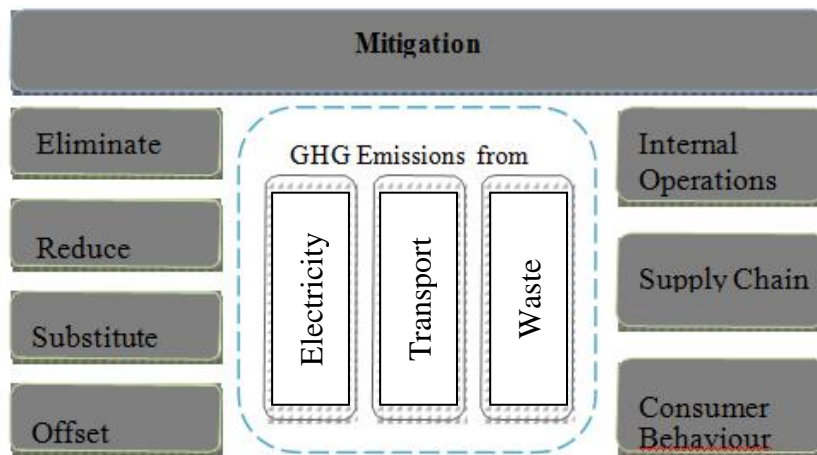 Mitigation
Eliminate
Reduce
Substitute
Offset
GHG Emissions from
Electricity
Transport
Waste
Internal
Operations
Supply Chain
Consumer
Behaviour